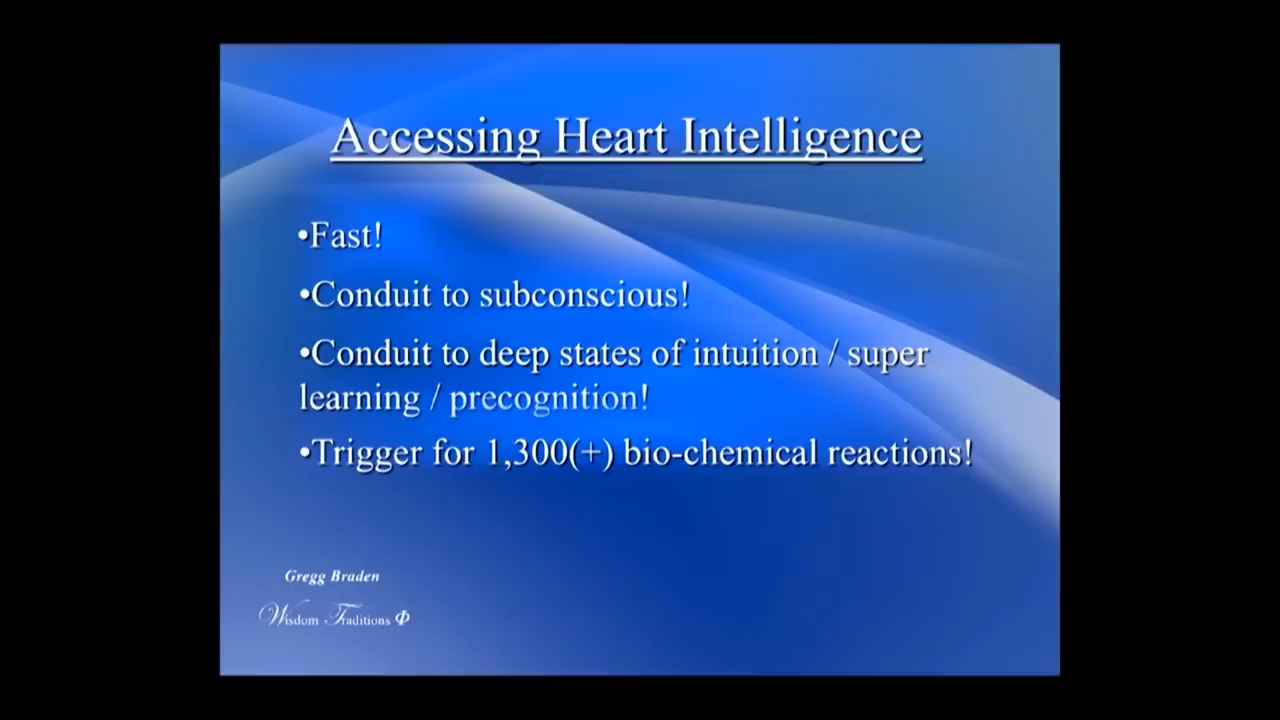 Accessing Heart Intelligence
•Fast!
•Conduit to subconscious!
•Conduit to deep states of intuition / super
learning / precognition!
•Trigger for 1,300(+) bio-chemical reactions!
Gregg Braden
Wisdom Traditions Φ